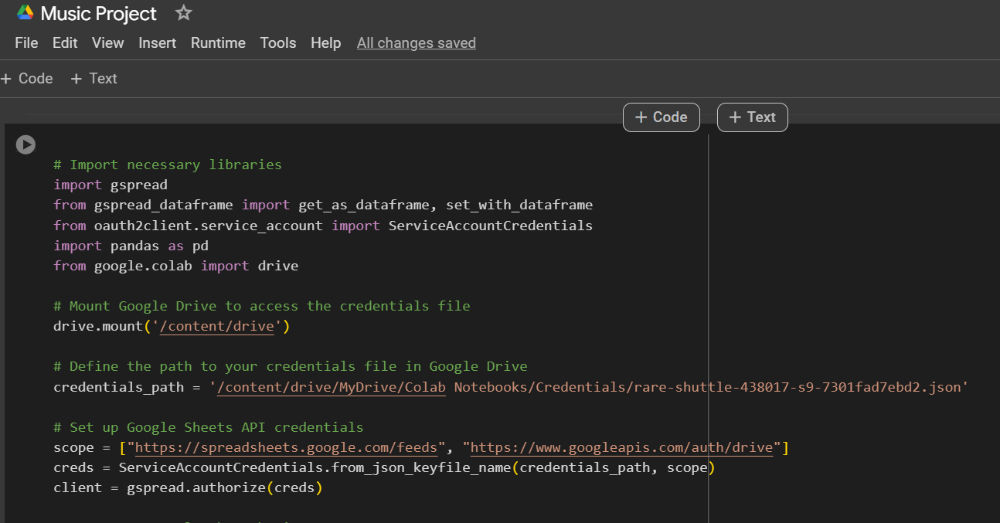 Music Project
File Edit View Insert Runtime Tools Help All changes saved
+ Code + Text
+ Code + Text
# Import necessary libraries
import gspread
from gspread_dataframe import get_as_dataframe, set_with_dataframe
from oauth2client.service_account import ServiceAccountCredentials
import pandas as pd
from google.colab import drive
# Mount Google Drive to access the credentials file
drive.mount('/content/drive')
# Define the path to your credentials file in Google Drive
credentials_path = '/content/drive/MyDrive/Colab Notebooks/Credentials/rare-shuttle-438017-s9-7301fad7ebd2.json'
# Set up Google Sheets API credentials
scope = ["https://spreadsheets.google.com/feeds", "https://www.googleapis.com/auth/drive"]
creds = ServiceAccountCredentials.from_json_keyfile_name(credentials_path, scope)
client = gspread.authorize(creds)